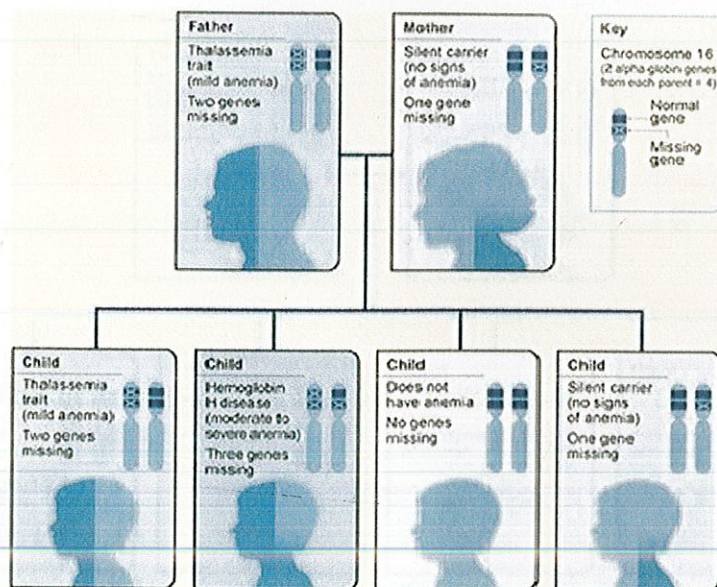 Father
Thalassemia
trait
(mild anemia)
Two genes
missing
Mother
Silent carrier
(no signs
of anemia)
One gene
missing
Key
Chromosome 16
(2 alpha globin genes
from each parent = 4)
Normal
gene
Missing
gene
Child
Thalassemia
trait
(mild anemia)
Two genes
missing
Child
Hemoglobin
H disease
(moderate to
severe anemia)
Three genes
missing
Child
Does not
have anemia
No genes
missing
Child
Silent carrier
(no signs
of anemia)
One gene
missing